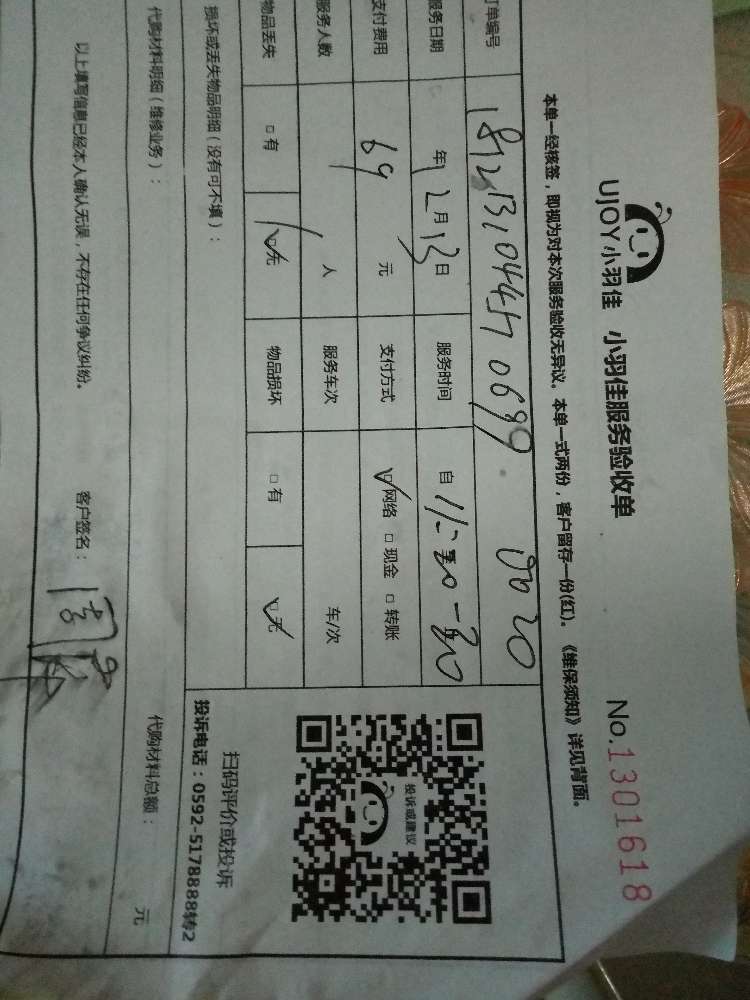 UJOY小羽佳 小羽佳服务验收单 No.1301618
本单一经核签，即视为对本次服务验收无异议。本单一式两份，客户留存一份(红)。《维保须知》详见背面。
订单编号
服务日期 年12月13日 服务时间 自
支付费用 69 元 支付方式 ☑网络 □现金 □转账
服务人数 1 人 服务车次 车/次
物品丢失 □有 ☑无 物品损坏 □有 ☑无
投诉或建议
扫码评价或投诉
投诉电话：0592-5178888转2
损坏或丢失物品明细（没有可不填）：
代购材料明细（维修业务）： 代购材料总额： 元
以上填写信息已经本人确认无误，不存在任何争议纠纷。 客户签名：